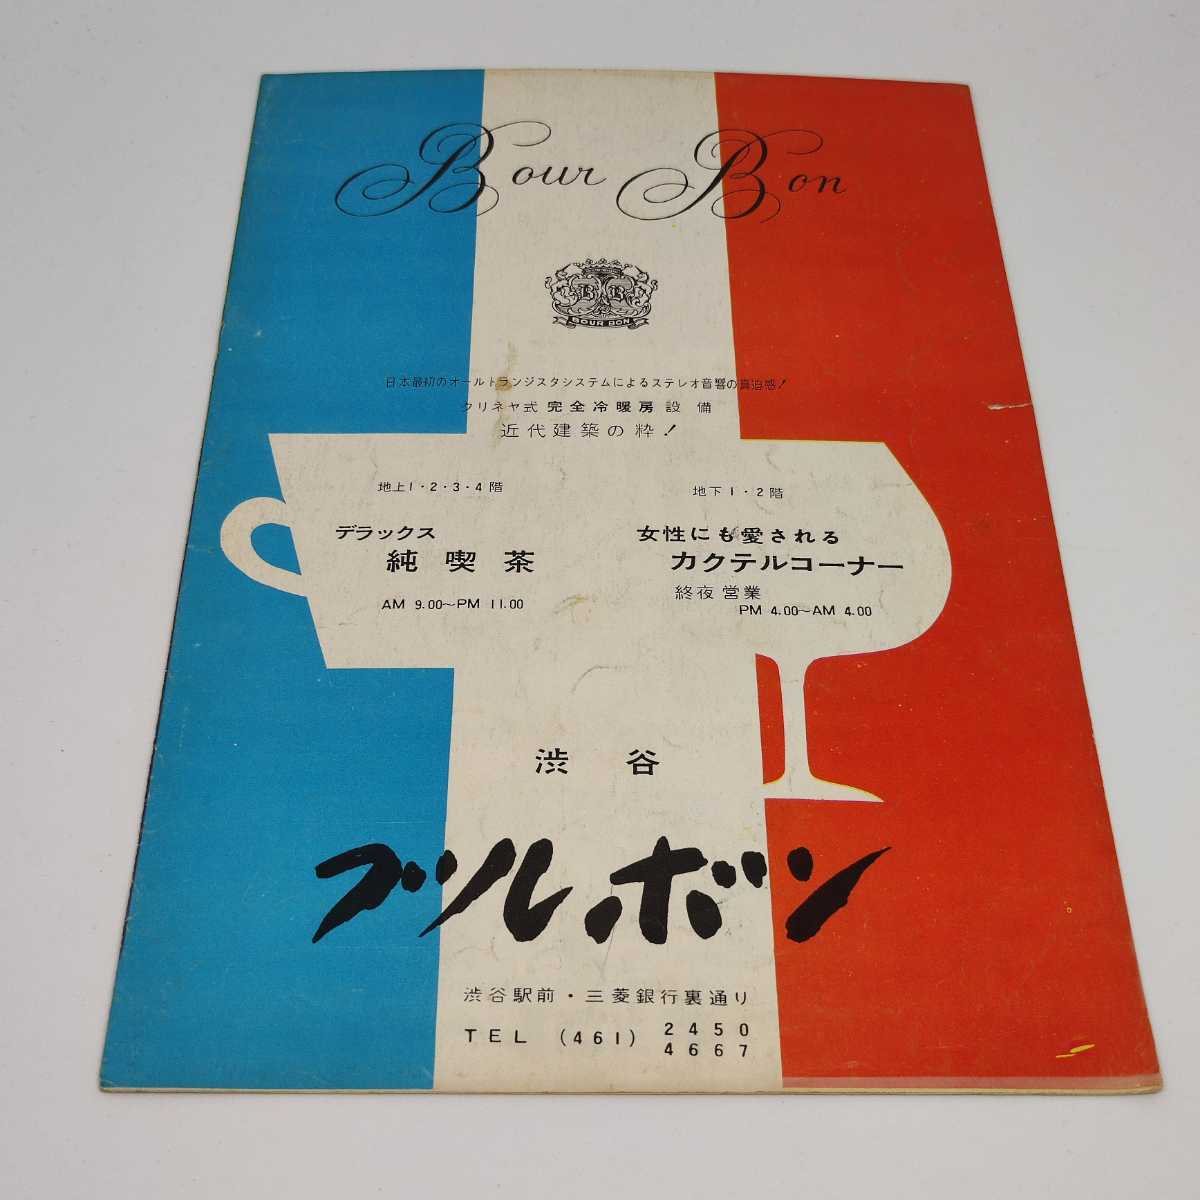 Bour Bon
B B
BOUR BON
日本最初のオールトランジスタシステムによるステレオ音響の真迫感!
クリネヤ式完全冷暖房設備
近代建築の粋!
地上1・2・3・4階
デラックス
純喫茶
AM 9.00〜PM 11.00
地下1・2階
女性にも愛される
カクテルコーナー
終夜営業
PM 4.00〜AM 4.00
渋谷
ブルボン
渋谷駅前・三菱銀行裏通り
TEL (461) 2450
4667